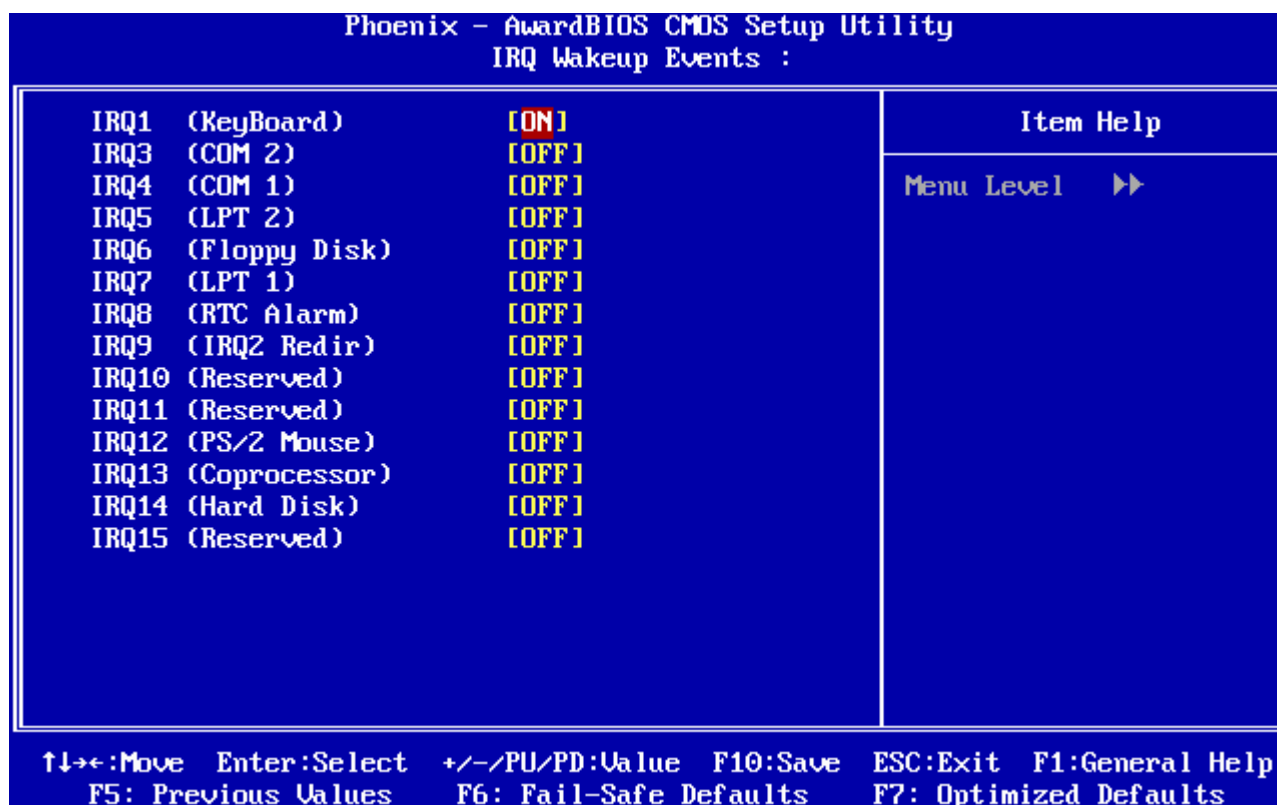 Phoenix - AwardBIOS CMOS Setup Utility
IRQ Wakeup Events :
IRQ1 (KeyBoard) [ON]
IRQ3 (COM 2) [OFF]
IRQ4 (COM 1) [OFF]
IRQ5 (LPT 2) [OFF]
IRQ6 (Floppy Disk) [OFF]
IRQ7 (LPT 1) [OFF]
IRQ8 (RTC Alarm) [OFF]
IRQ9 (IRQ2 Redir) [OFF]
IRQ10 (Reserved) [OFF]
IRQ11 (Reserved) [OFF]
IRQ12 (PS/2 Mouse) [OFF]
IRQ13 (Coprocessor) [OFF]
IRQ14 (Hard Disk) [OFF]
IRQ15 (Reserved) [OFF]
Item Help
Menu Level ▶▶
↑↓→←:Move Enter:Select +/-/PU/PD:Value F10:Save ESC:Exit F1:General Help
F5: Previous Values F6: Fail-Safe Defaults F7: Optimized Defaults